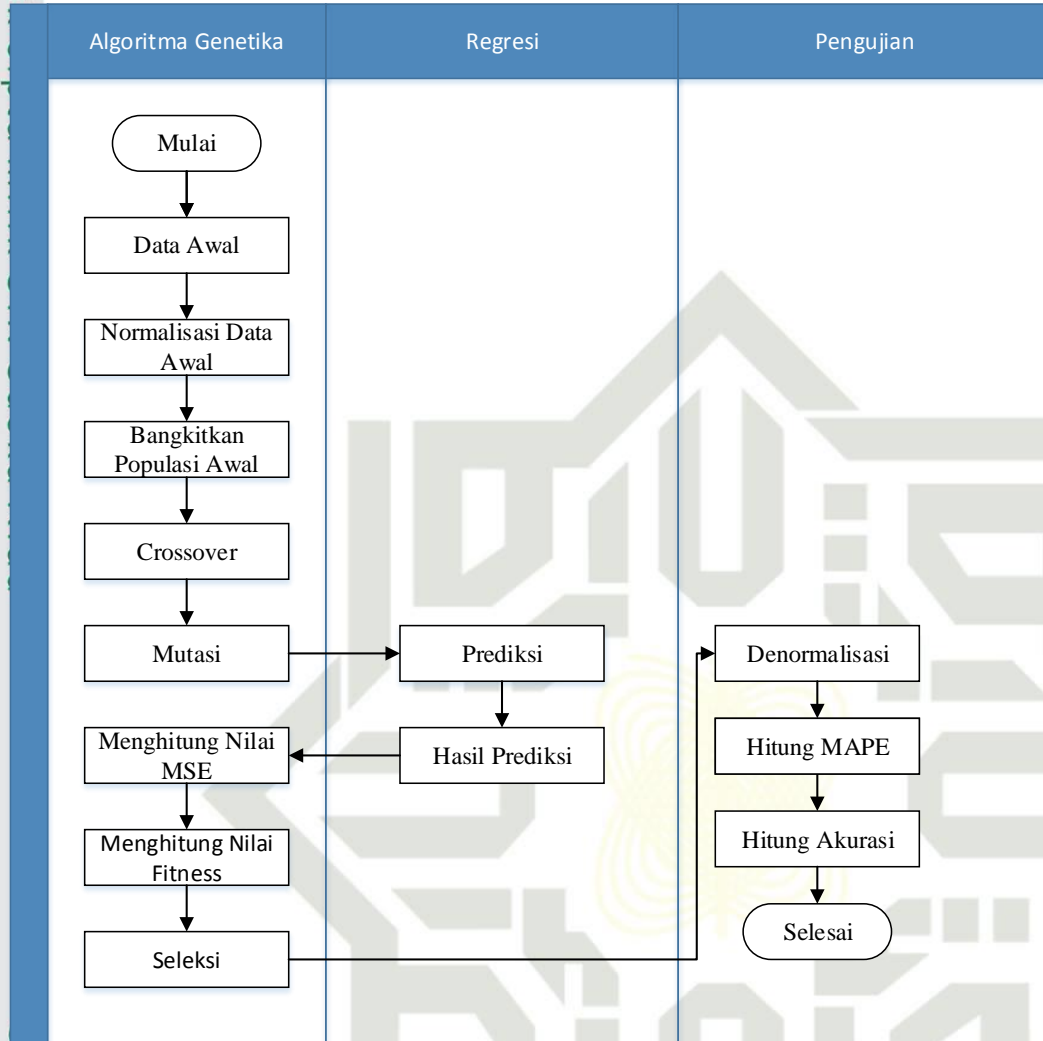 Algoritma Genetika
Regresi
Pengujian
Mulai
Data Awal
Normalisasi Data
Awal
Bangkitkan
Populasi Awal
Crossover
Mutasi
Prediksi
Hasil Prediksi
Menghitung Nilai
MSE
Menghitung Nilai
Fitness
Seleksi
Denormalisasi
Hitung MAPE
Hitung Akurasi
Selesai